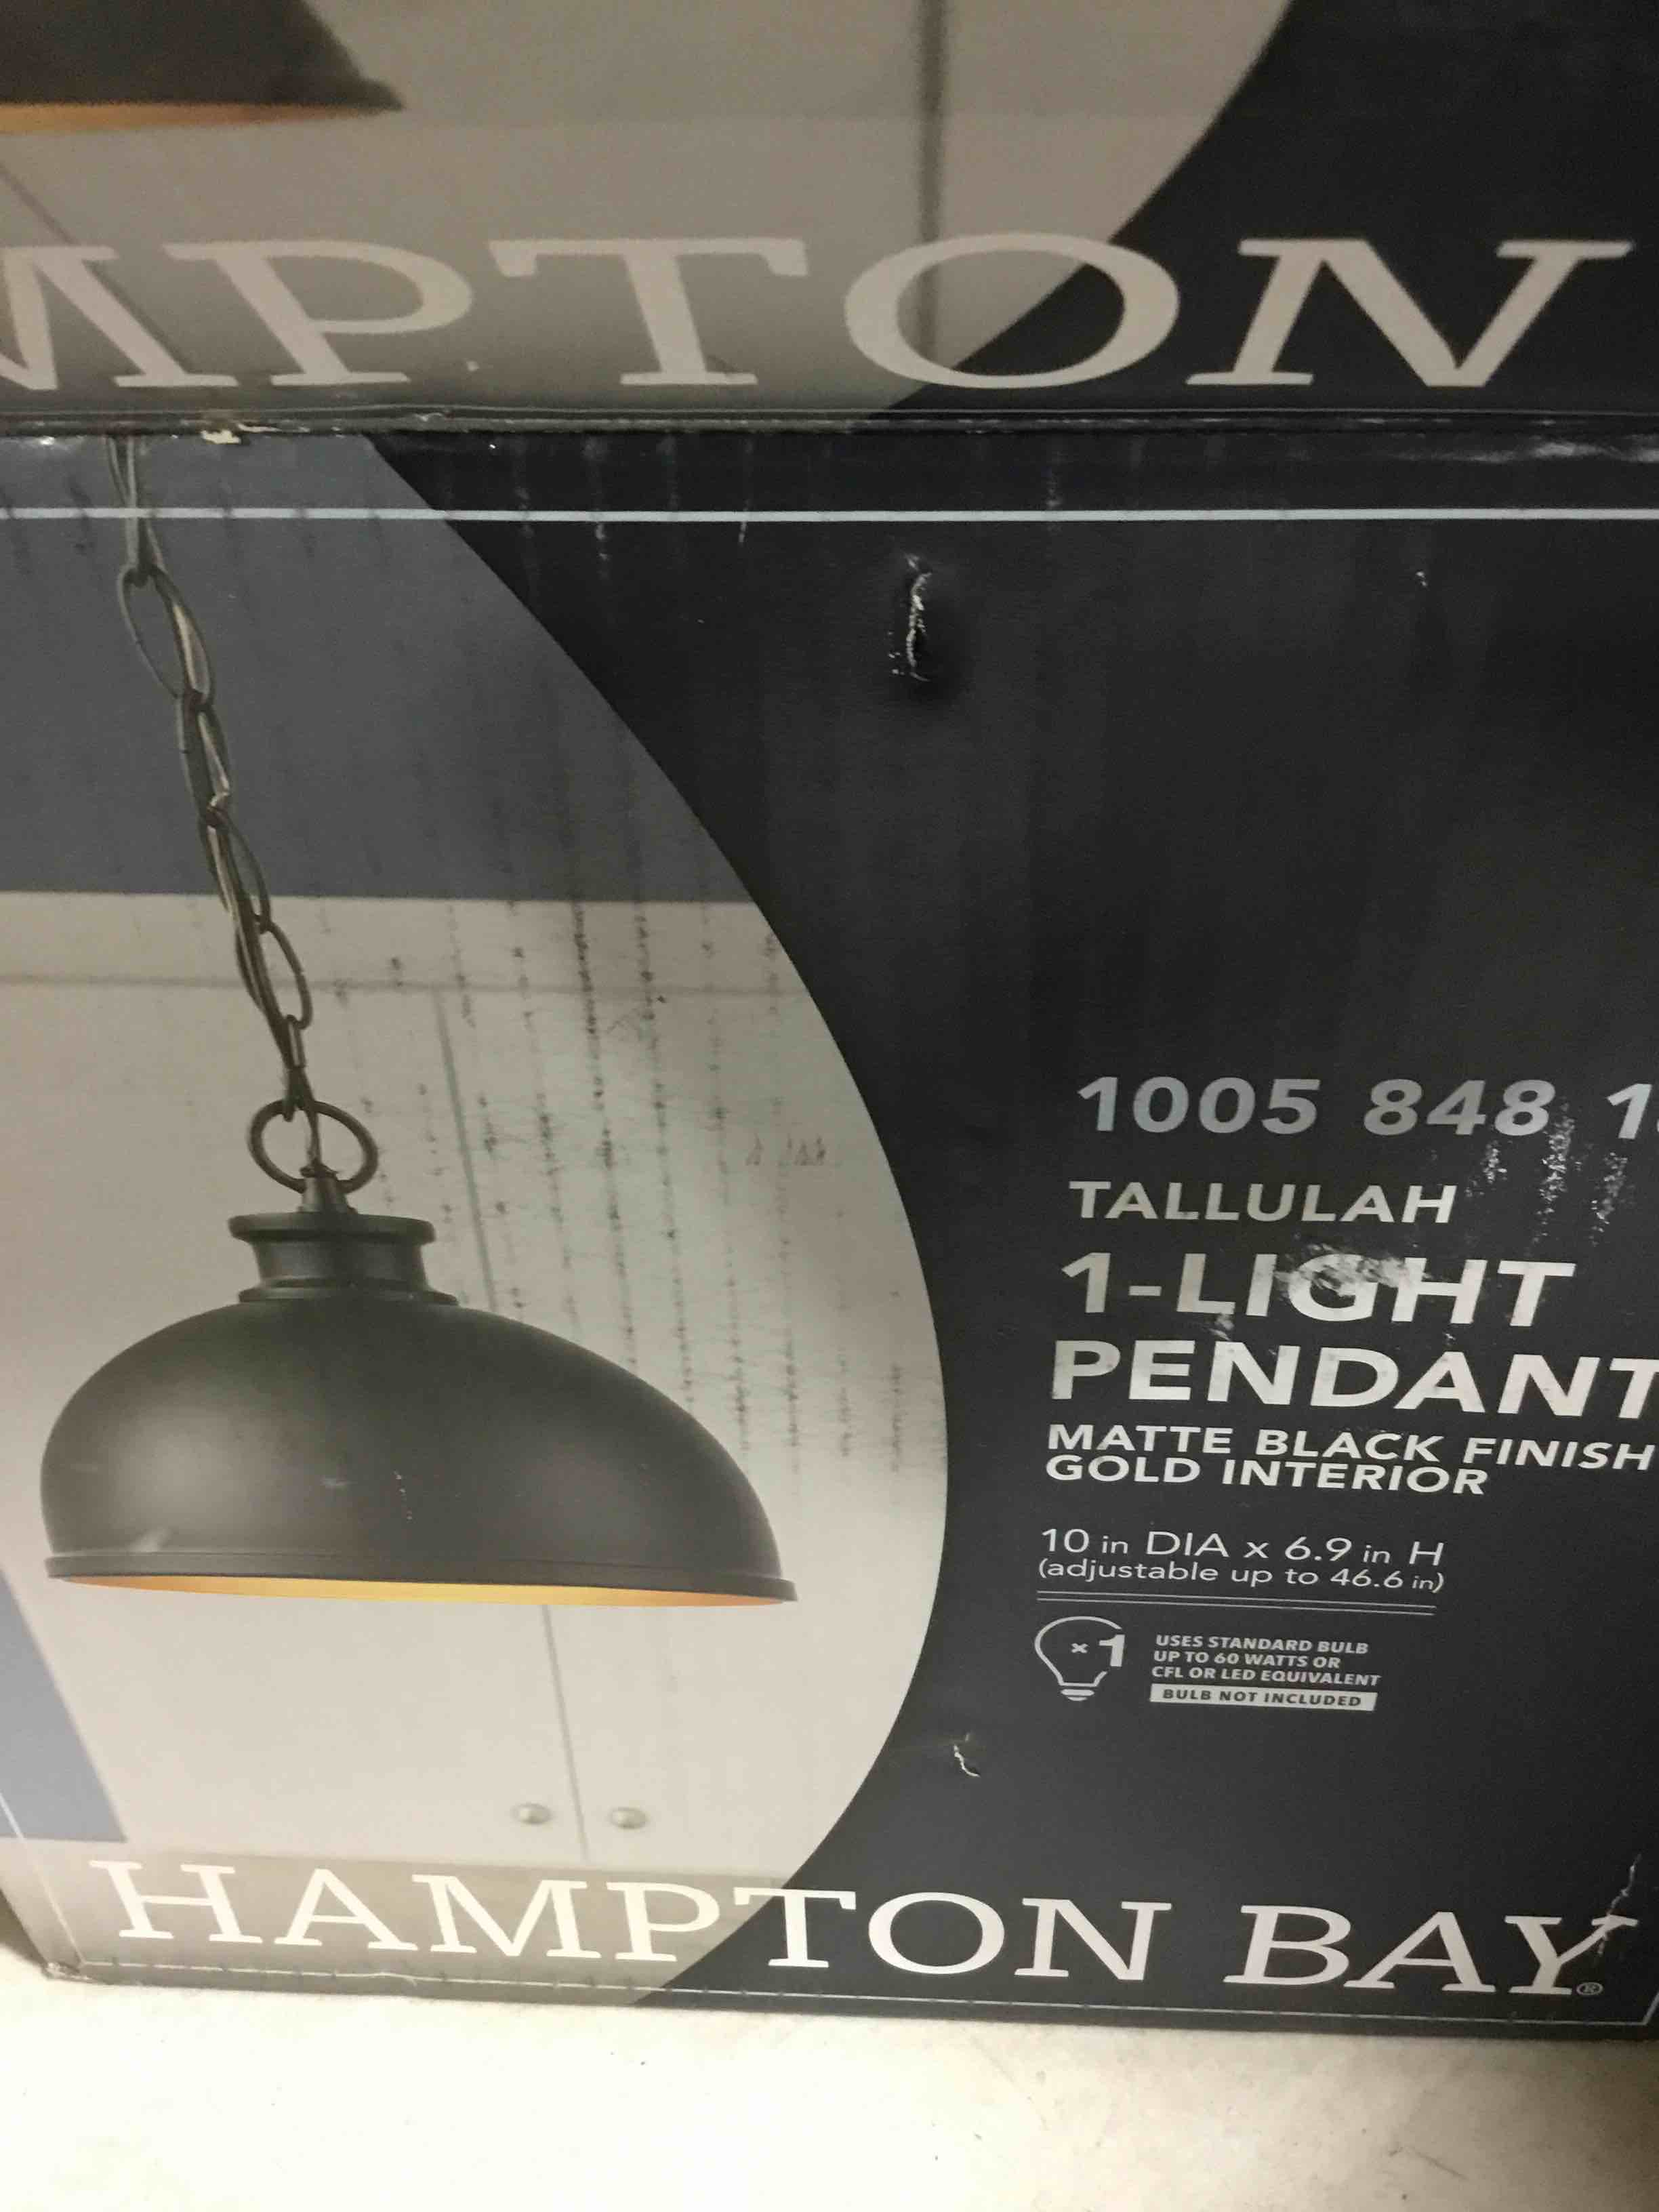 MPTON
1005 848 1
TALLULAH
1-LIGHT
PENDANT
MATTE BLACK FINISH
GOLD INTERIOR
10 in DIA x 6.9 in H
(adjustable up to 46.6 in)
× 1
USES STANDARD BULB
UP TO 60 WATTS OR
CFL OR LED EQUIVALENT
BULB NOT INCLUDED
HAMPTON BAY®